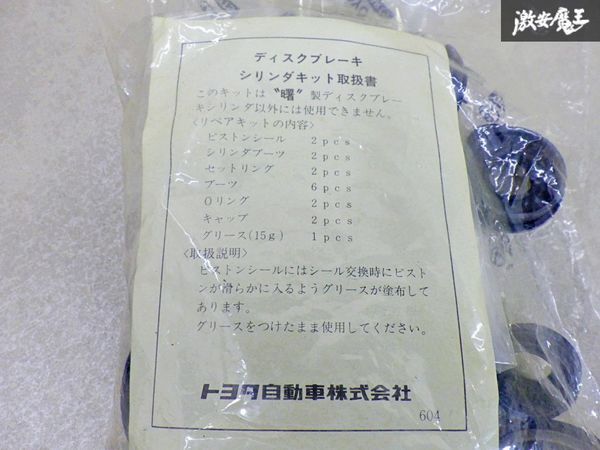 激安魔王
ディスクブレーキ
シリンダキット取扱書
このキットは〝曙〟製ディスクブレー
キシリンダ以外には使用できません。
〈リペアキットの内容〉
ピストンシール 2pcs
シリンダブーツ 2pcs
セットリング 2pcs
ブーツ 6pcs
Oリング 2pcs
キャップ 2pcs
グリース(15g) 1pcs
〈取扱説明〉
ピストンシールにはシール交換時にピスト
ンが滑らかに入るようグリースが塗布して
あります。
グリースをつけたまま使用してください。
トヨタ自動車株式会社
604